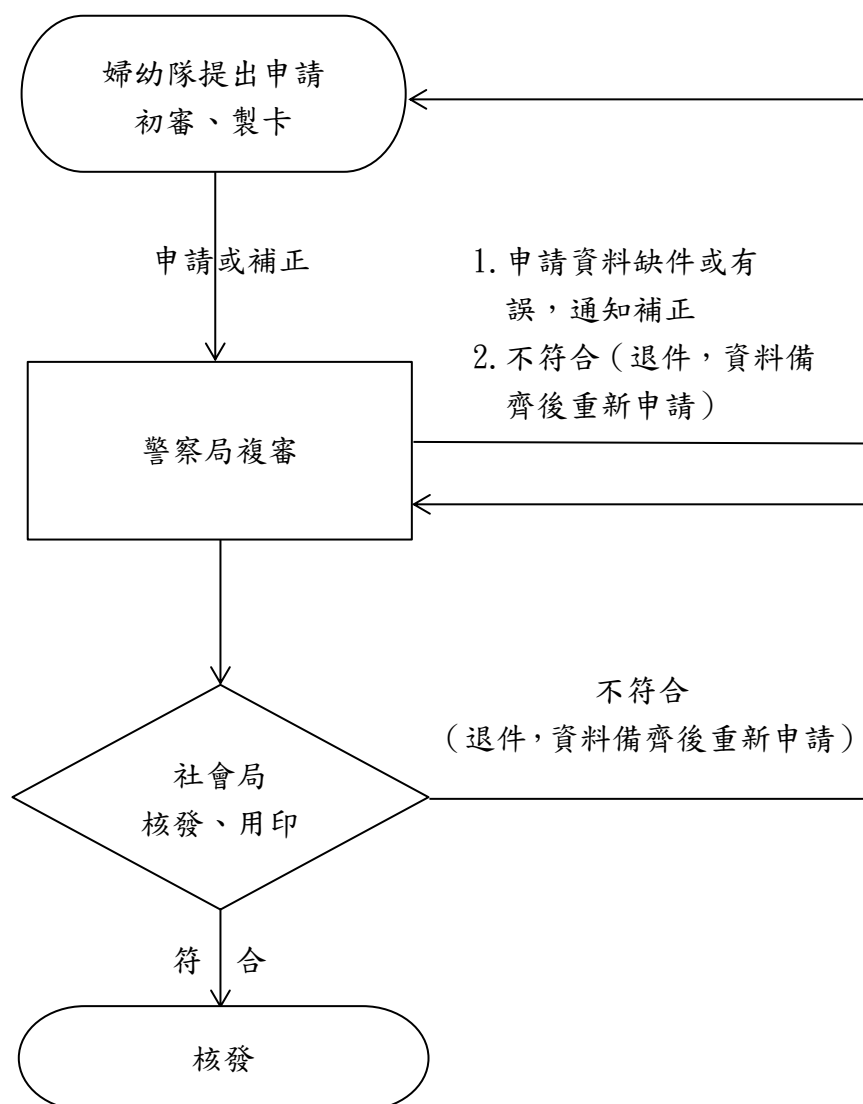 婦幼隊提出申請
初審、製卡
申請或補正
1. 申請資料缺件或有
誤，通知補正
2. 不符合（退件，資料備
齊後重新申請）
警察局複審
不符合
（退件，資料備齊後重新申請）
社會局
核發、用印
符 合
核發